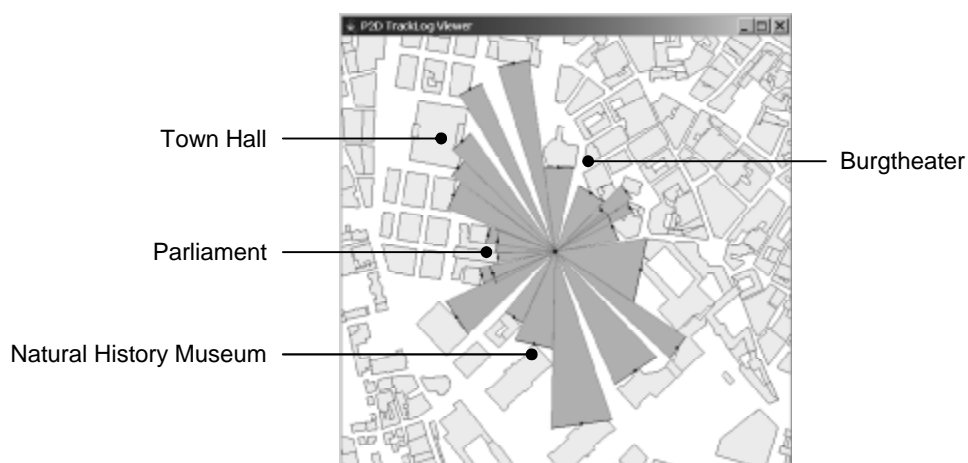 P2D TrackLog Viewer
Town Hall
Burgtheater
Parliament
Natural History Museum